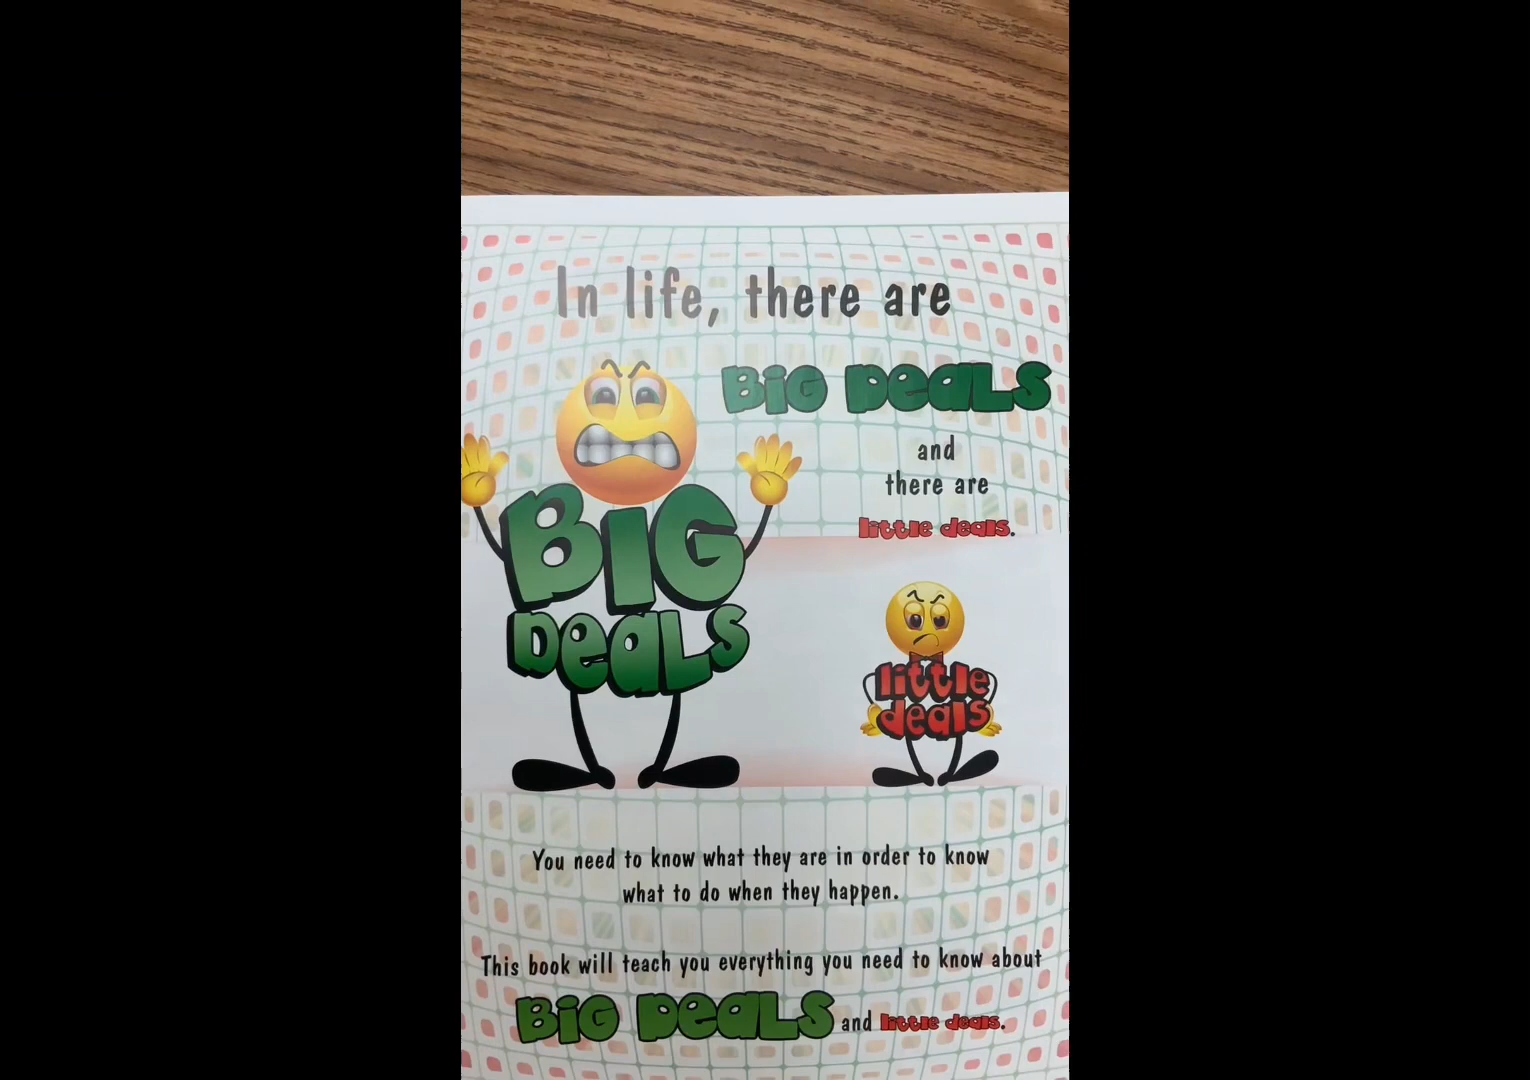 In life, there are
BIG DEALS
and
there are
little deals.
BIG
DEALS
little
deals
You need to know what they are in order to know
what to do when they happen.
This book will teach you everything you need to know about
BIG DEALS and little deals.